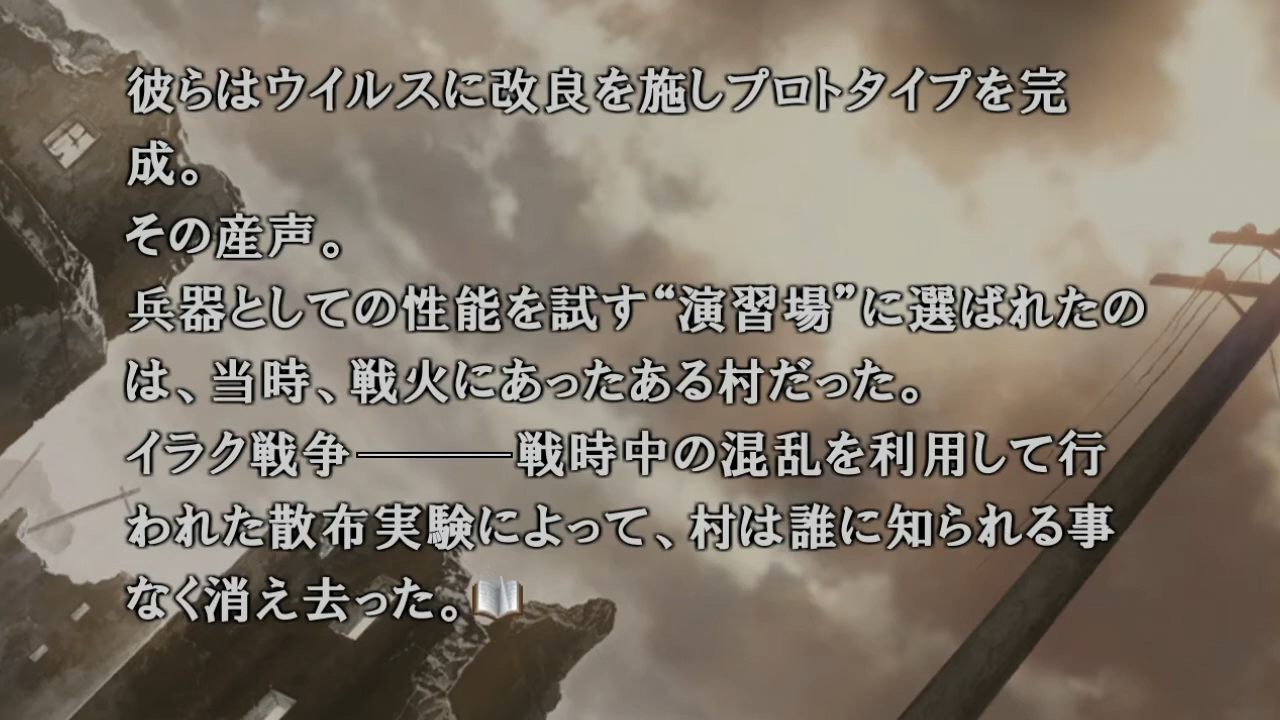 彼らはウイルスに改良を施しプロトタイプを完
成。
その産声。
兵器としての性能を試す“演習場”に選ばれたの
は、当時、戦火にあったある村だった。
イラク戦争―――戦時中の混乱を利用して行
われた散布実験によって、村は誰に知られる事
なく消え去った。